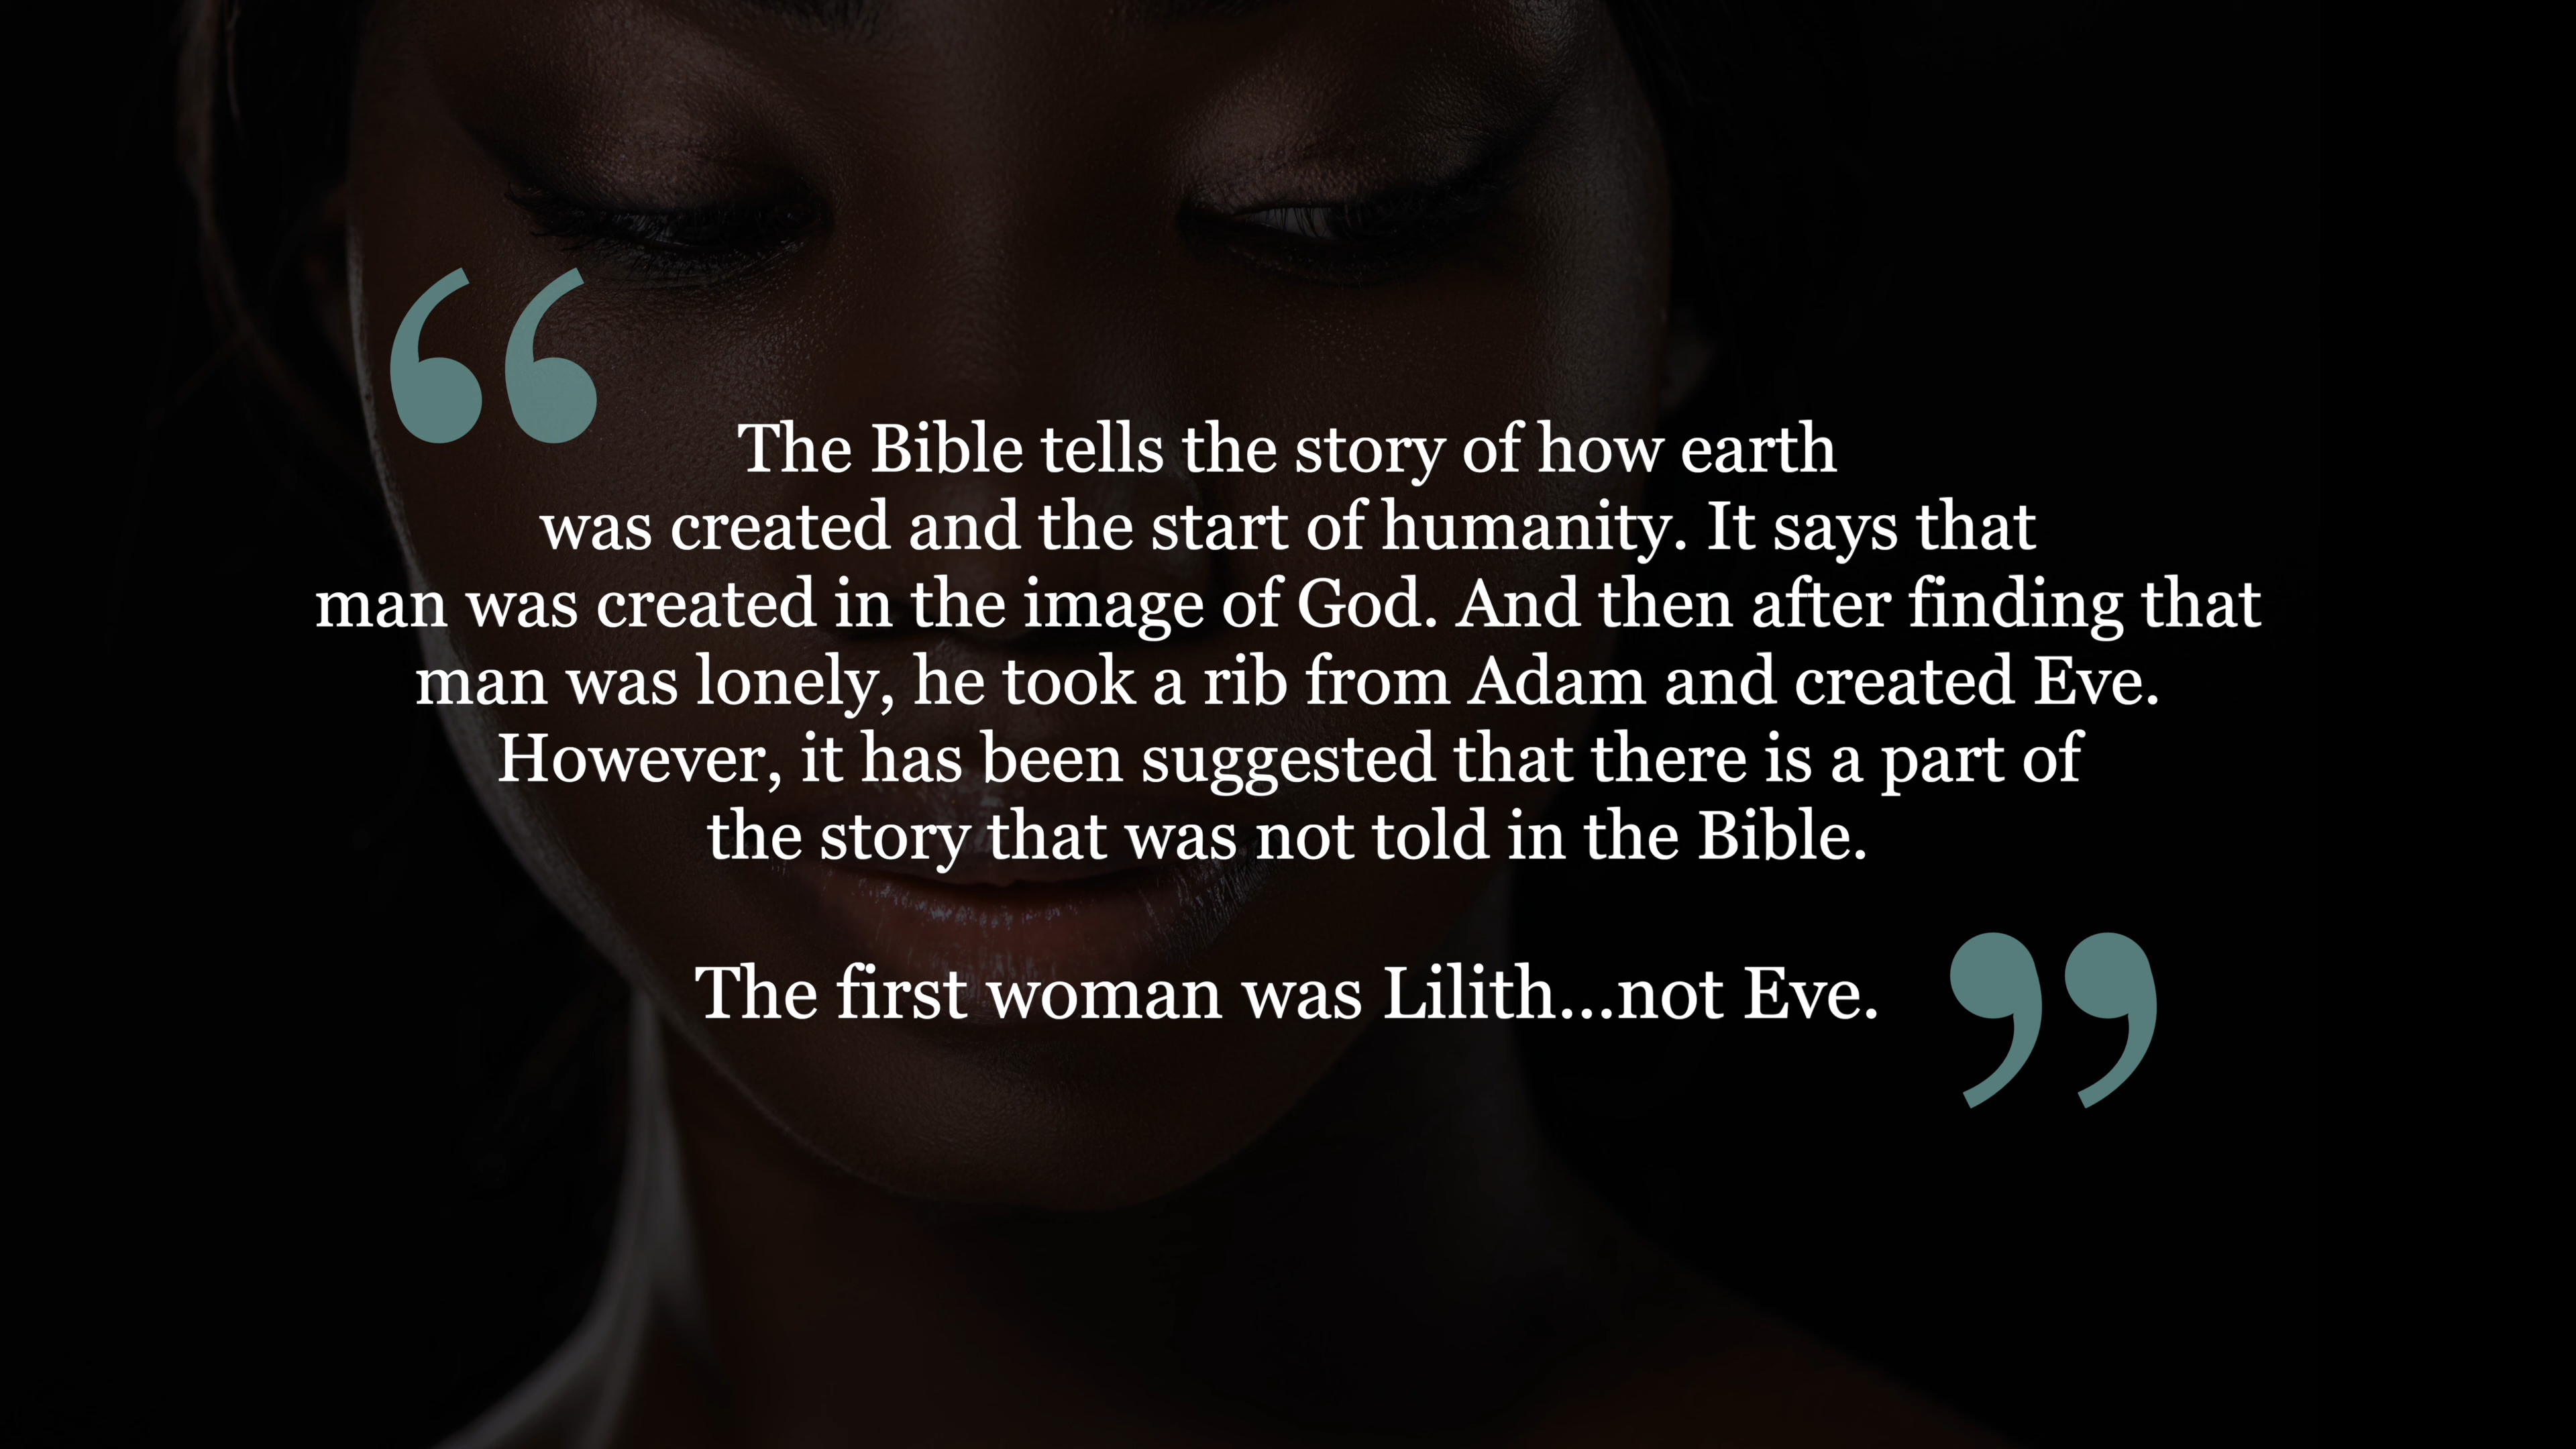 “
The Bible tells the story of how earth
was created and the start of humanity. It says that
man was created in the image of God. And then after finding that
man was lonely, he took a rib from Adam and created Eve.
However, it has been suggested that there is a part of
the story that was not told in the Bible.
The first woman was Lilith...not Eve.
”